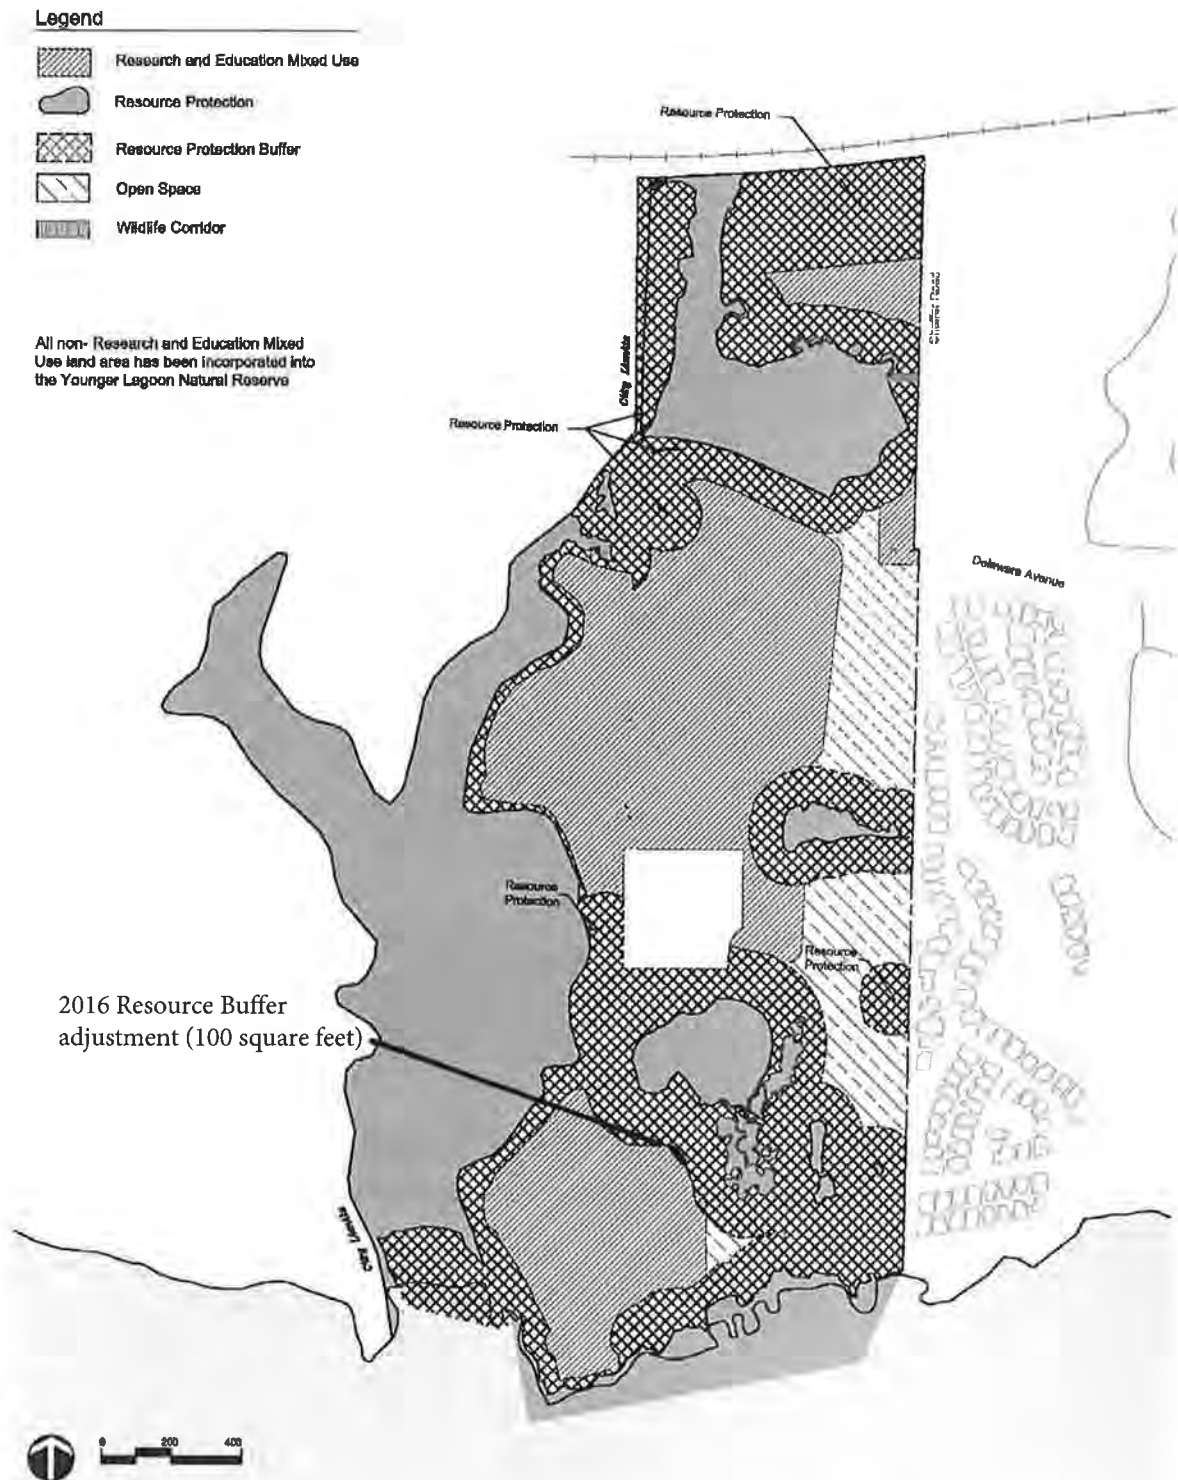 Legend
Research and Education Mixed Use
Resource Protection
Resource Protection Buffer
Open Space
Wildlife Corridor
All non- Research and Education Mixed
Use land area has been incorporated into
the Younger Lagoon Natural Reserve
Resource Protection
City Limits
Resource Protection
Delaware Avenue
Resource
Protection
Resource
Protection
2016 Resource Buffer
adjustment (100 square feet)
City Limits
0 200 400